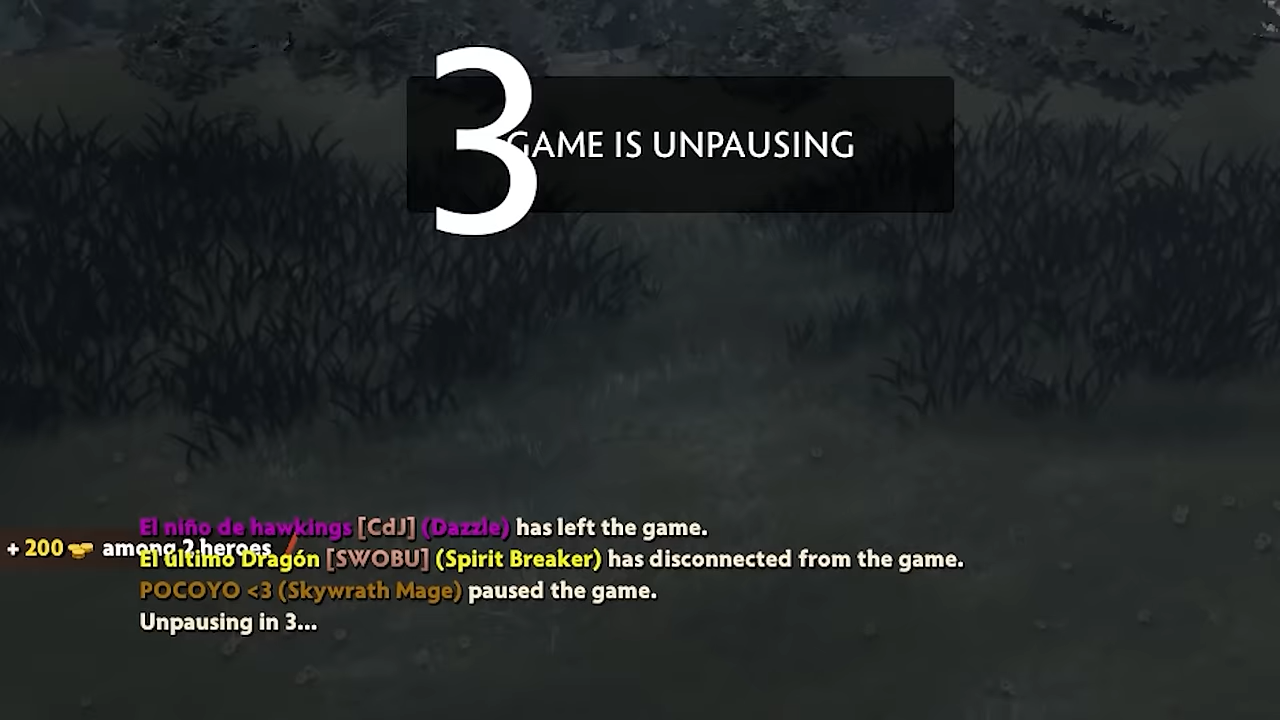 3
GAME IS UNPAUSING
El niño de hawkings [CdJ] (Dazzle) has left the game.
+ 200 among 2 heroes
El último Dragón [SWOBU] (Spirit Breaker) has disconnected from the game.
POCOYO <3 (Skywrath Mage) paused the game.
Unpausing in 3...